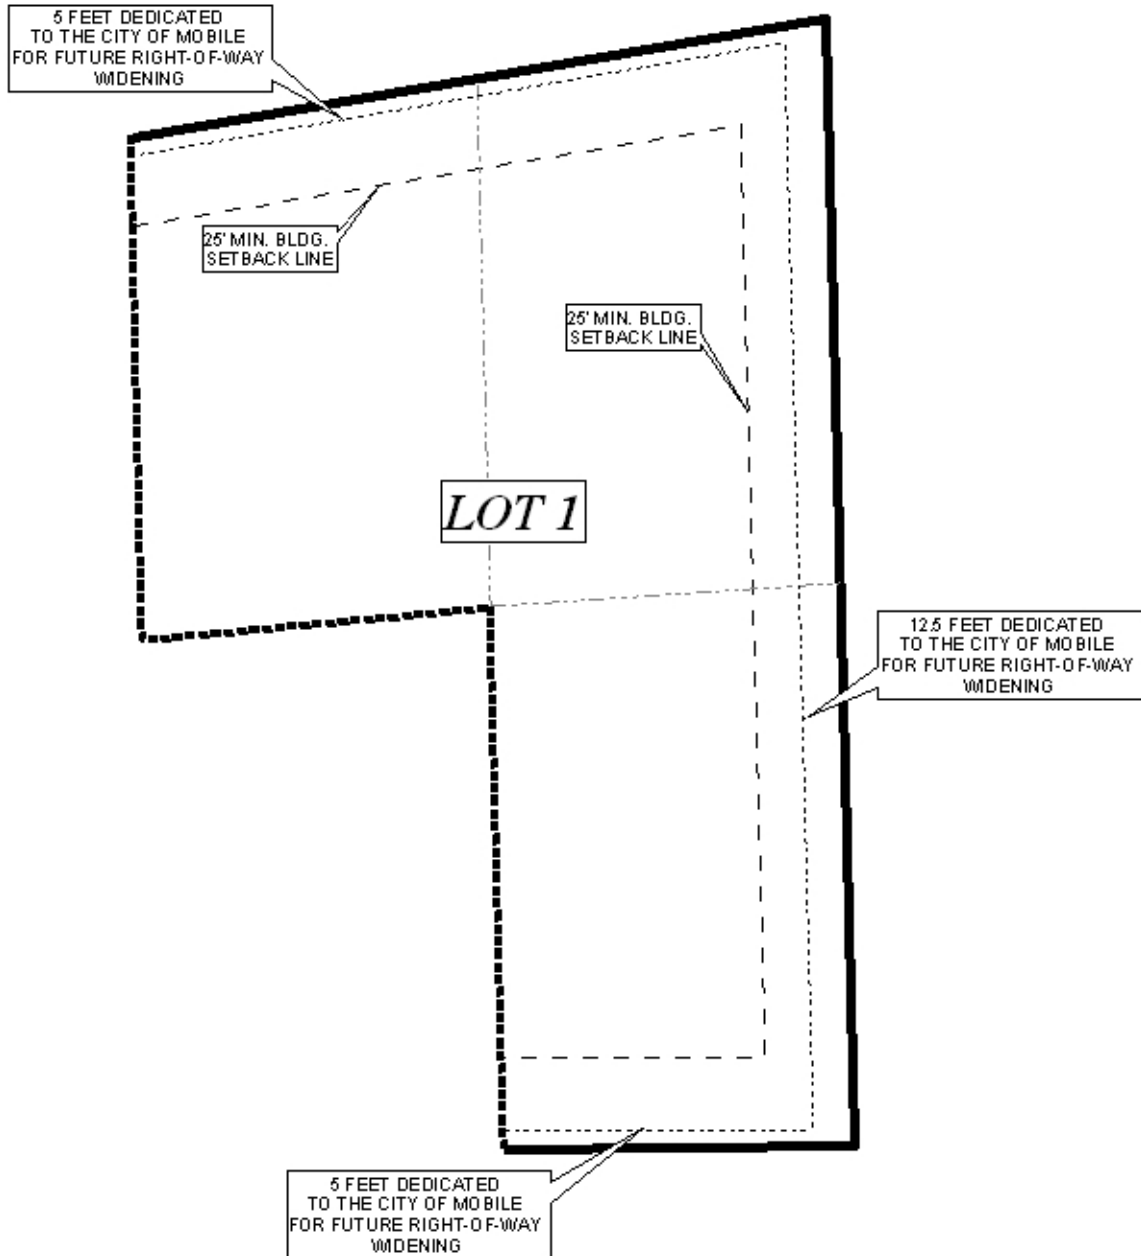 5 FEET DEDICATED
TO THE CITY OF MOBILE
FOR FUTURE RIGHT-OF-WAY
WIDENING
25' MIN. BLDG.
SETBACK LINE
25' MIN. BLDG.
SETBACK LINE
LOT 1
12.5 FEET DEDICATED
TO THE CITY OF MOBILE
FOR FUTURE RIGHT-OF-WAY
WIDENING
5 FEET DEDICATED
TO THE CITY OF MOBILE
FOR FUTURE RIGHT-OF-WAY
WIDENING